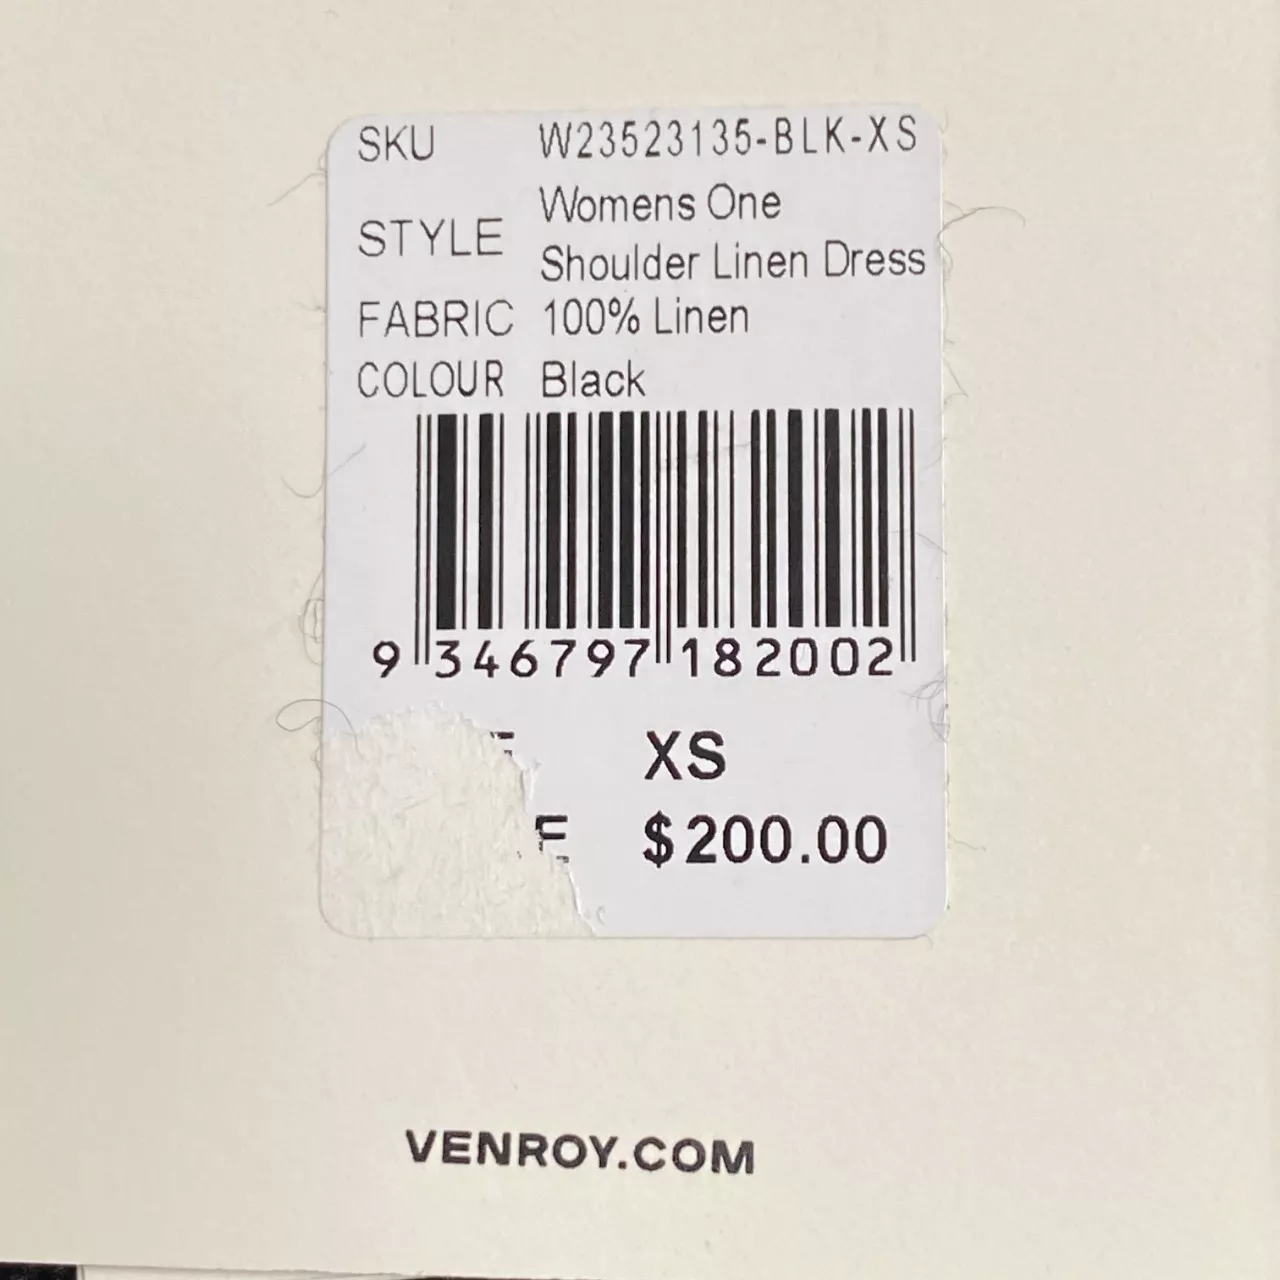 SKU W23523135-BLK-XS
STYLE Womens One
Shoulder Linen Dress
FABRIC 100% Linen
COLOUR Black
9 346797 182002
XS
$200.00
VENROY.COM